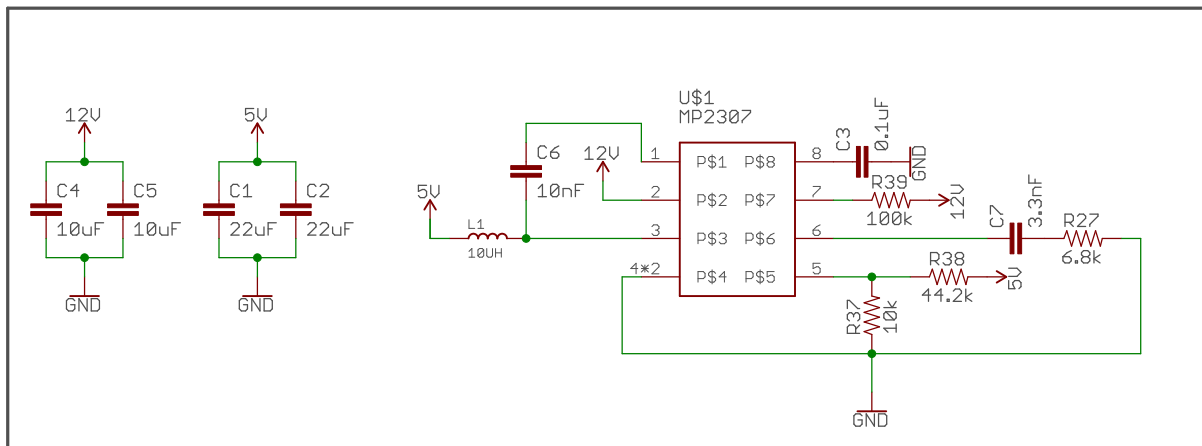 12V
C4
10uF
C5
10uF
GND
5V
C1
22uF
C2
22uF
GND
5V
L1
10UH
C6
10nF
12V
U$1
MP2307
1
P$1
P$8
8
2
P$2
P$7
7
3
P$3
P$6
6
4*2
P$4
P$5
5
C3
0.1uF
GND
R39
100k
12V
C7
3.3nF
R27
6.8k
R38
44.2k
5V
R37
10k
GND